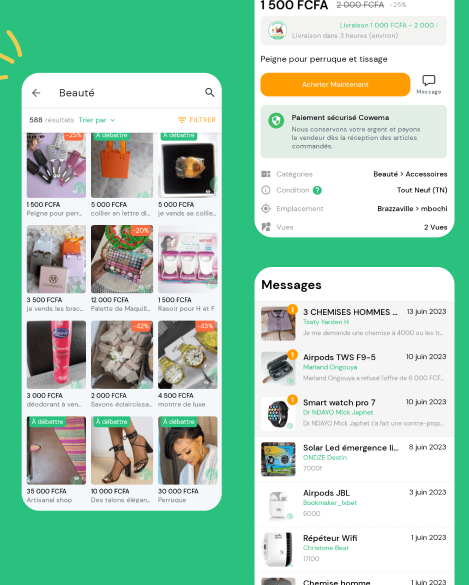 Beauté
588 résultats Trier par
FILTRER
-25%
À débattre
À débattre
1 500 FCFA
Peigne pour perr...
5 000 FCFA
collier en lettre di...
5 000 FCFA
je vends se collie...
-20%
3 500 FCFA
je vends les brac...
12 000 FCFA
Palette de Maquill...
1 500 FCFA
Rasoir pour H et F
-62%
-43%
3 000 FCFA
déodorant à ven...
2 000 FCFA
Savons éclaircissa...
4 500 FCFA
montre de luxe
À débattre
À débattre
À débattre
35 000 FCFA
Artisanal shop
10 000 FCFA
Des talons élégan...
30 000 FCFA
Perruque
1 500 FCFA 2 000 FCFA -25%
Livraison 1 000 FCFA - 2 000
Livraison dans 3 heures (environ)
Peigne pour perruque et tissage
Acheter Maintenant
Message
Paiement sécurisé Cowema
Nous conservons votre argent et payons
le vendeur dès la réception des articles
commandés.
Catégories Beauté > Accessoires
Condition ? Tout Neuf (TN)
Emplacement Brazzaville > mbochi
Vues 2 Vues
Messages
1
3 CHEMISES HOMMES ... 13 juin 2023
Tsaty Yarden H
Je me demande une chemise à 4000 ou les tr...
1
Airpods TWS F9-5 10 juin 2023
Marland Ongouya
Marland Ongouya a refusé l'offre de 6 000 FCF...
1
Smart watch pro 7 10 juin 2023
Dr NDAYO Mick Japhet
Dr NDAYO Mick Japhet t'a fait une contre-prop...
Solar Led émergence li... 8 juin 2023
ONDZE Destin
7000f
Airpods JBL 3 juin 2023
Bookmaker_1xbet
6000
Répéteur Wifi 1 juin 2023
Christone Beat
17100
Chemise homme 1 juin 2023